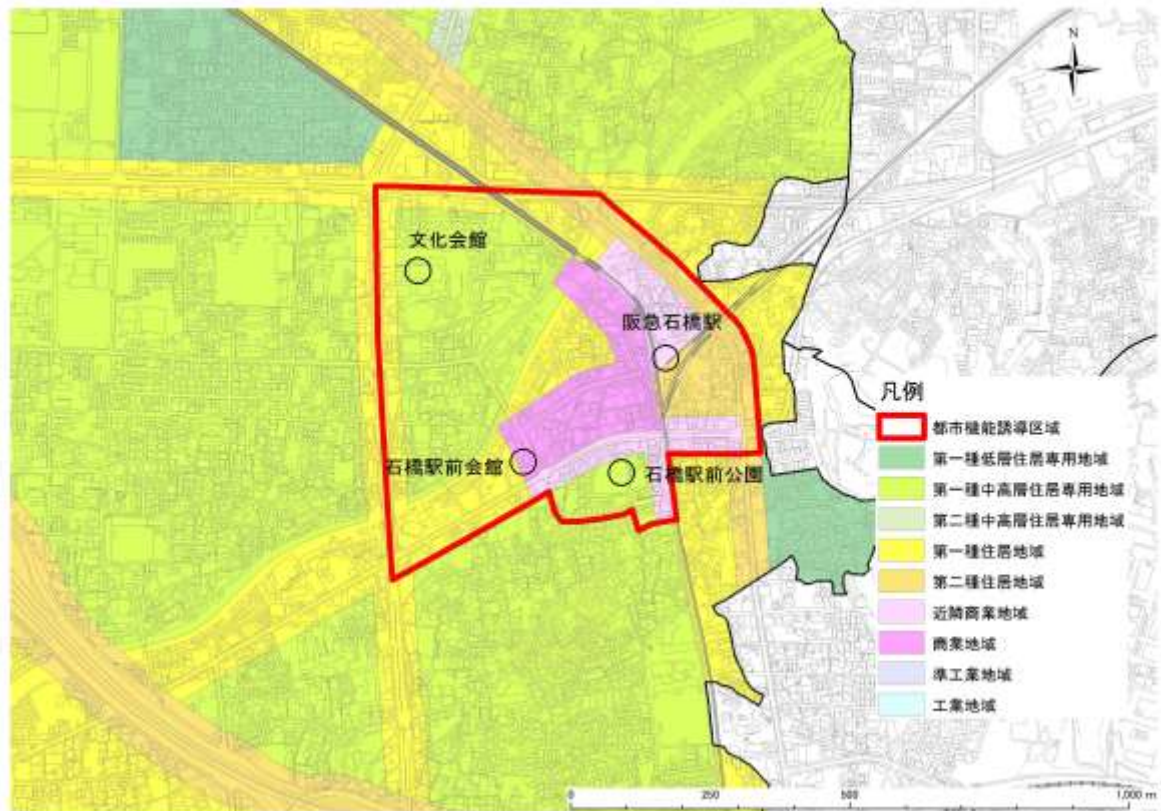 N
文化会館
阪急石橋駅
石橋駅前会館
石橋駅前公園
凡例
都市機能誘導区域
第一種低層住居専用地域
第一種中高層住居専用地域
第二種中高層住居専用地域
第一種住居地域
第二種住居地域
近隣商業地域
商業地域
準工業地域
工業地域
0 250 500 1,000 m